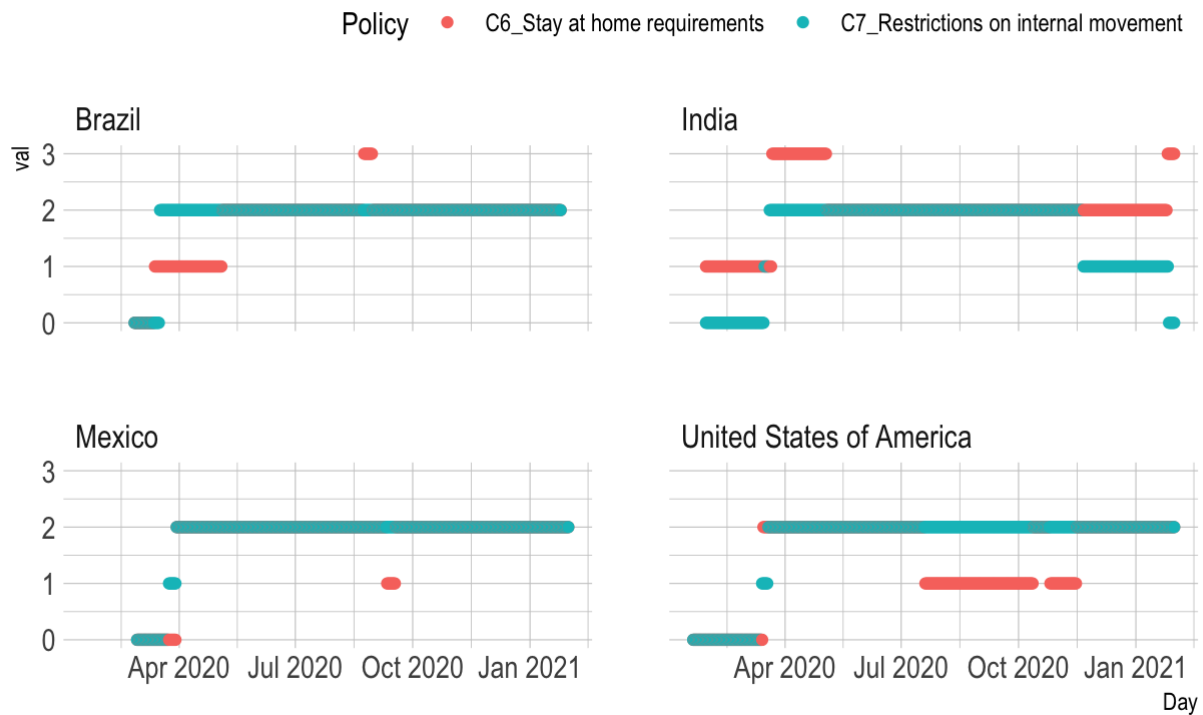 Policy C6_Stay at home requirements C7_Restrictions on internal movement
Brazil India
val
3
2
1
0
Mexico United States of America
3
2
1
0
Apr 2020 Jul 2020 Oct 2020 Jan 2021 Apr 2020 Jul 2020 Oct 2020 Jan 2021
Day